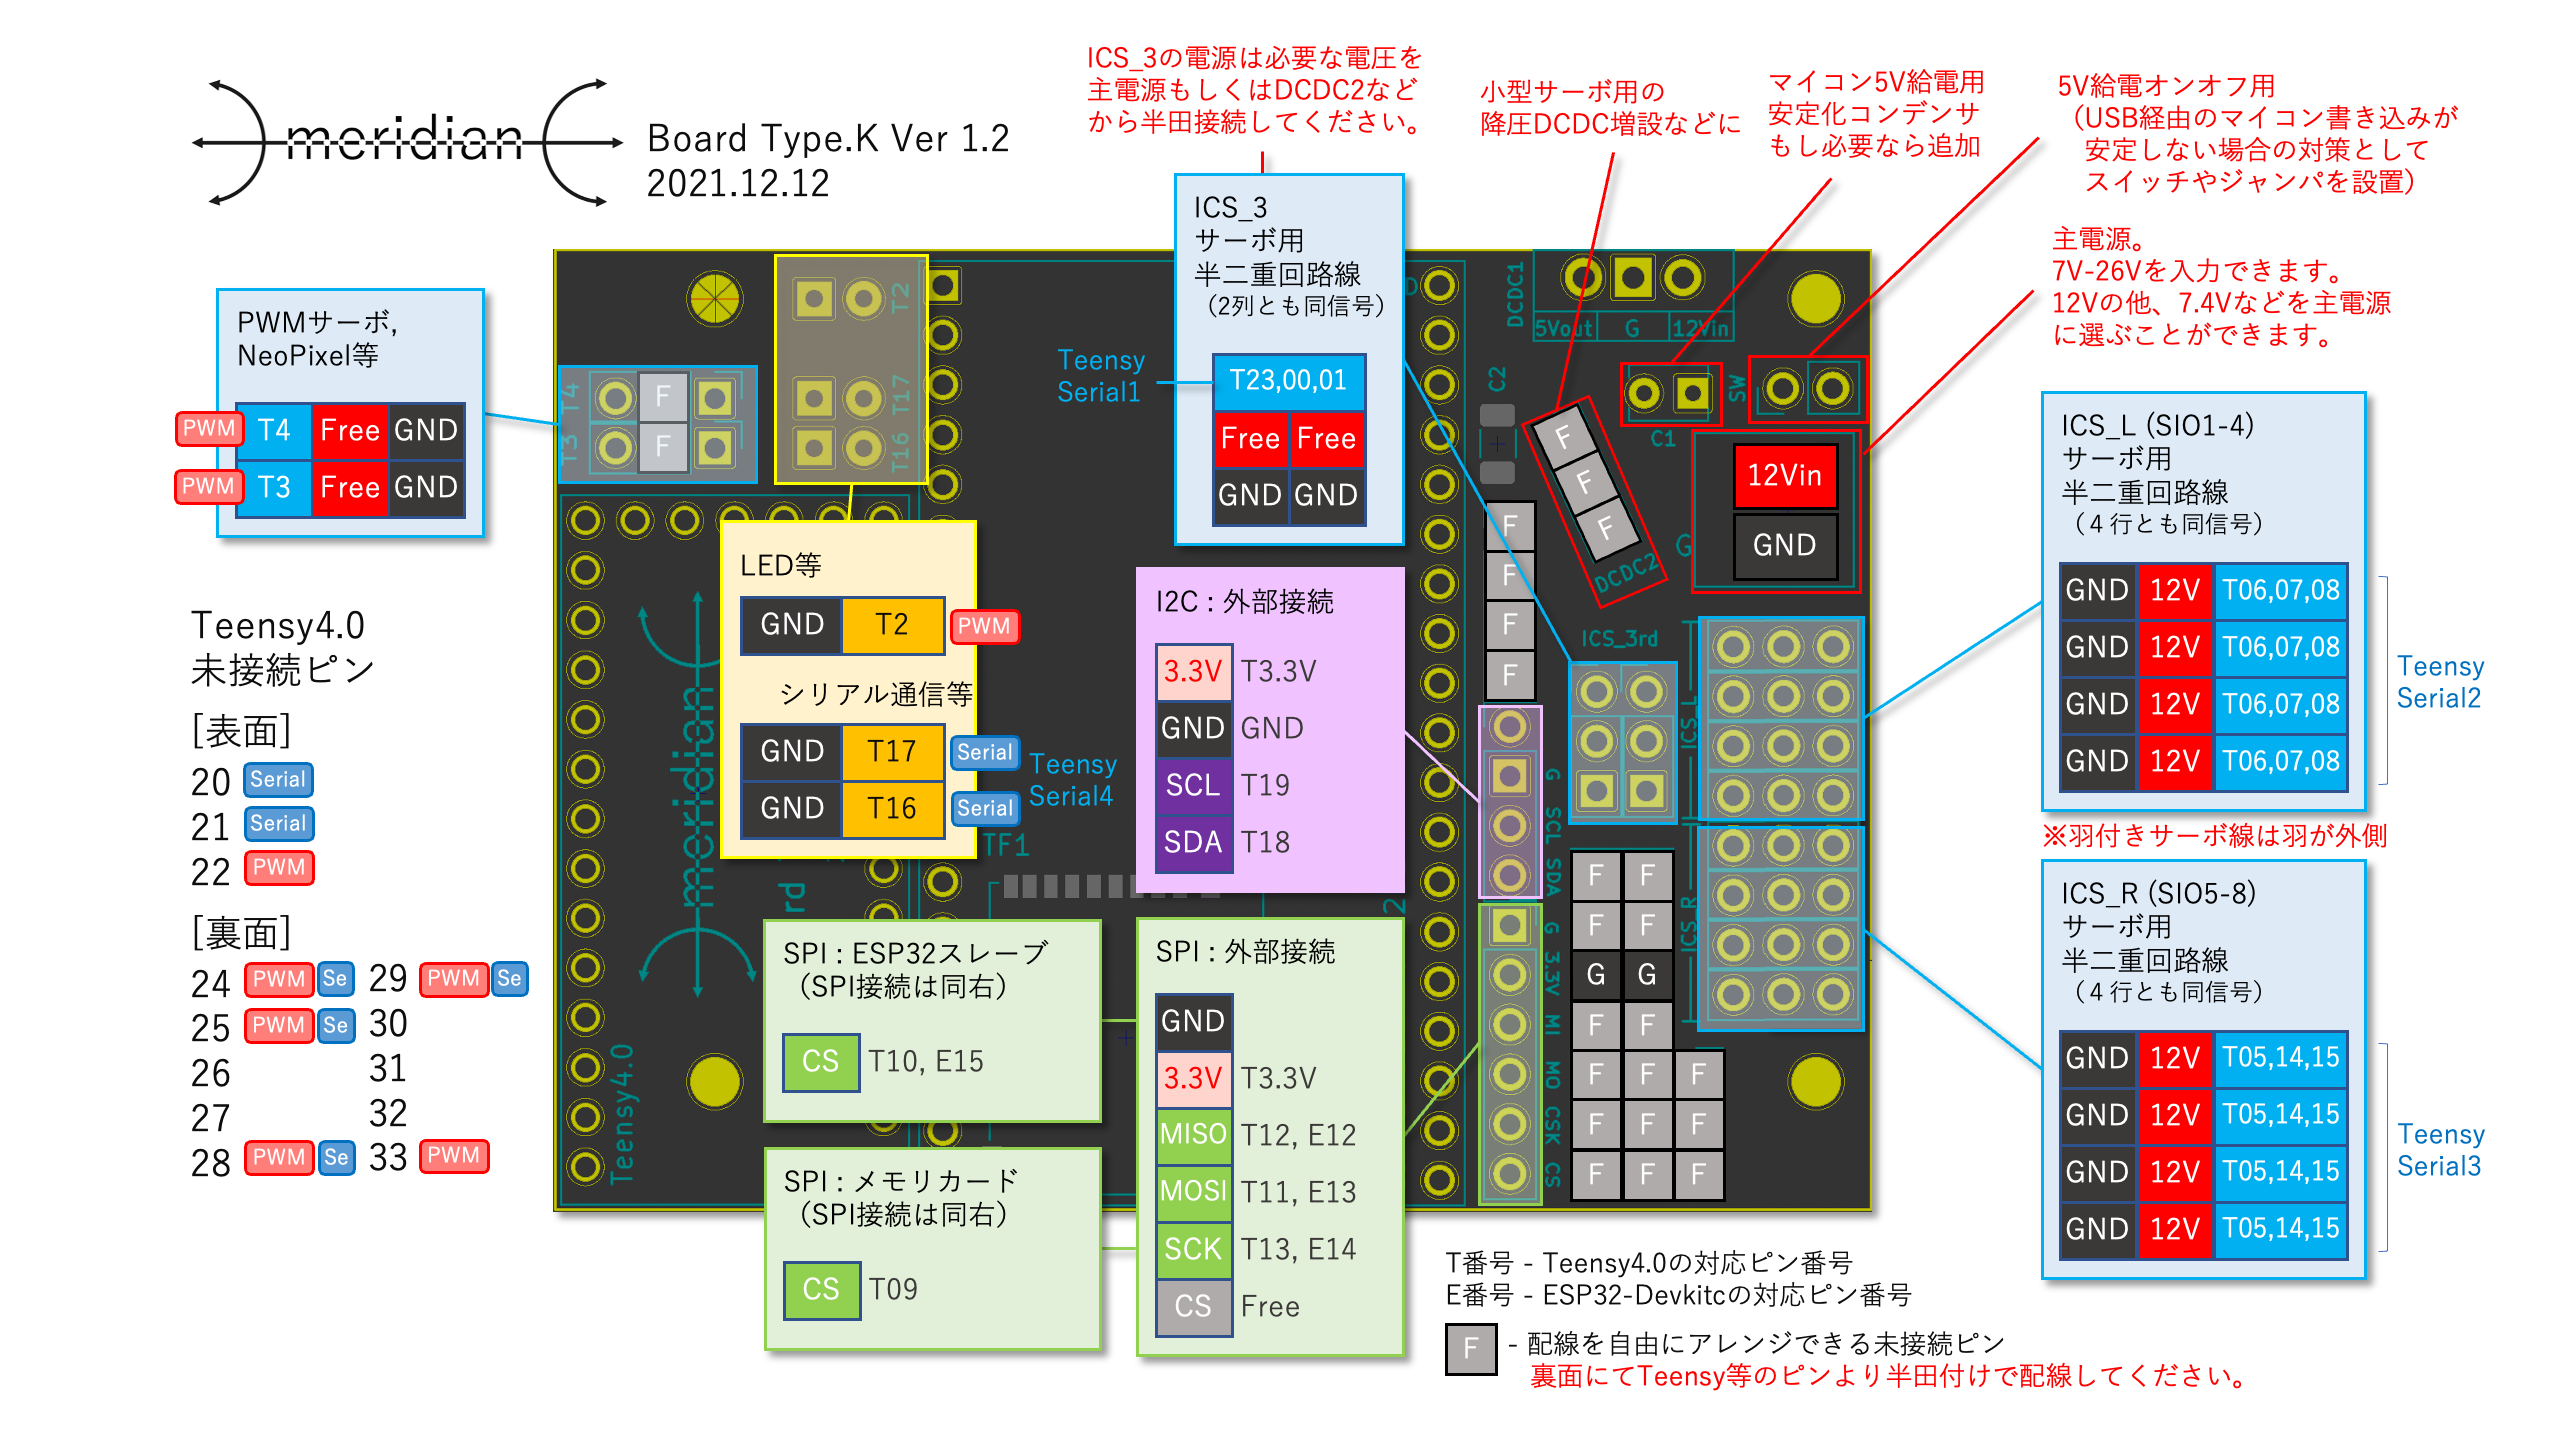 meridian
Board Type.K Ver 1.2
2021.12.12
ICS_3の電源は必要な電圧を
主電源もしくはDCDC2など
から半田接続してください。
小型サーボ用の
降圧DCDC増設などに
マイコン5V給電用
安定化コンデンサ
もし必要なら追加
5V給電オンオフ用
（USB経由のマイコン書き込みが
安定しない場合の対策として
スイッチやジャンパを設置）
主電源。
7V-26Vを入力できます。
12Vの他、7.4Vなどを主電源
に選ぶことができます。
PWMサーボ,
NeoPixel等
PWM T4 Free GND
PWM T3 Free GND
Teensy4.0
未接続ピン
[表面]
20 Serial
21 Serial
22 PWM
[裏面]
24 PWM Se 29 PWM Se
25 PWM Se 30
26 31
27 32
28 PWM Se 33 PWM
T4 F
T3 F
T2
T17
T16
LED等
GND T2 PWM
シリアル通信等
GND T17 Serial
GND T16 Serial
Teensy
Serial4
meridian
rd
Teensy4.0
TF1
ICS_3
サーボ用
半二重回路線
（2列とも同信号）
Teensy
Serial1
T23,00,01
Free Free
GND GND
I2C : 外部接続
3.3V T3.3V
GND GND
SCL T19
SDA T18
SPI : ESP32スレーブ
（SPI接続は同右）
CS T10, E15
SPI : メモリカード
（SPI接続は同右）
CS T09
SPI : 外部接続
GND
3.3V T3.3V
MISO T12, E12
MOSI T11, E13
SCK T13, E14
CS Free
2
DCDC1
5Vout G 12Vin
C2
C1
SW
F
F
F
DCDC2
12Vin
GND
G
F
F
F
F
ICS_3rd
ICS_L
ICS_R
G
SCL
SDA
G
3.3V
MI
MO
CSK
CS
F F
F F
G G
F F
F F F
F F F
F F F
ICS_L (SIO1-4)
サーボ用
半二重回路線
（４行とも同信号）
GND 12V T06,07,08
GND 12V T06,07,08
GND 12V T06,07,08
GND 12V T06,07,08
Teensy
Serial2
※羽付きサーボ線は羽が外側
ICS_R (SIO5-8)
サーボ用
半二重回路線
（４行とも同信号）
GND 12V T05,14,15
GND 12V T05,14,15
GND 12V T05,14,15
GND 12V T05,14,15
Teensy
Serial3
T番号 - Teensy4.0の対応ピン番号
E番号 - ESP32-Devkitcの対応ピン番号
F - 配線を自由にアレンジできる未接続ピン
裏面にてTeensy等のピンより半田付けで配線してください。